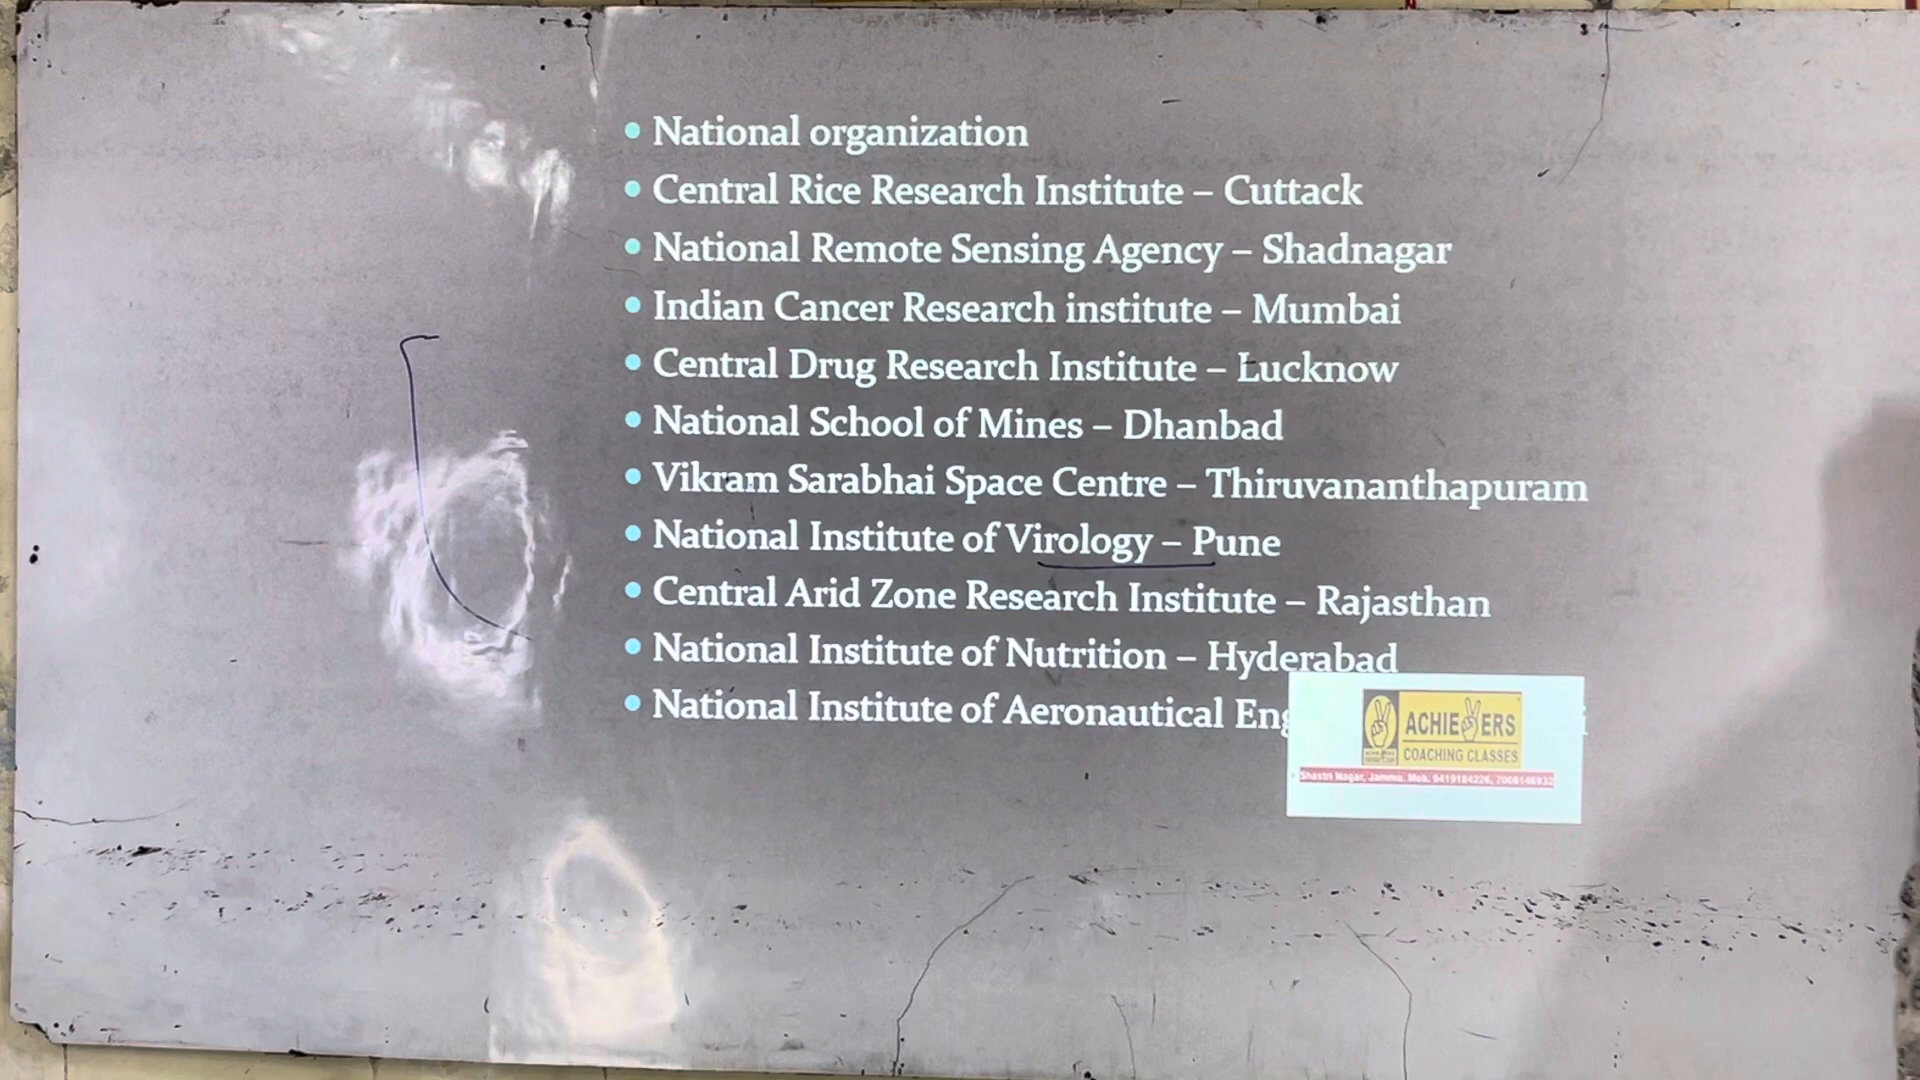 • National organization
• Central Rice Research Institute – Cuttack
• National Remote Sensing Agency – Shadnagar
• Indian Cancer Research institute – Mumbai
• Central Drug Research Institute – Lucknow
• National School of Mines – Dhanbad
• Vikram Sarabhai Space Centre – Thiruvananthapuram
• National Institute of Virology – Pune
• Central Arid Zone Research Institute – Rajasthan
• National Institute of Nutrition – Hyderabad
• National Institute of Aeronautical Eng
ACHIEVERS
COACHING CLASSES
Shastri Nagar, Jammu. Mob. 9419184226, 7006146932